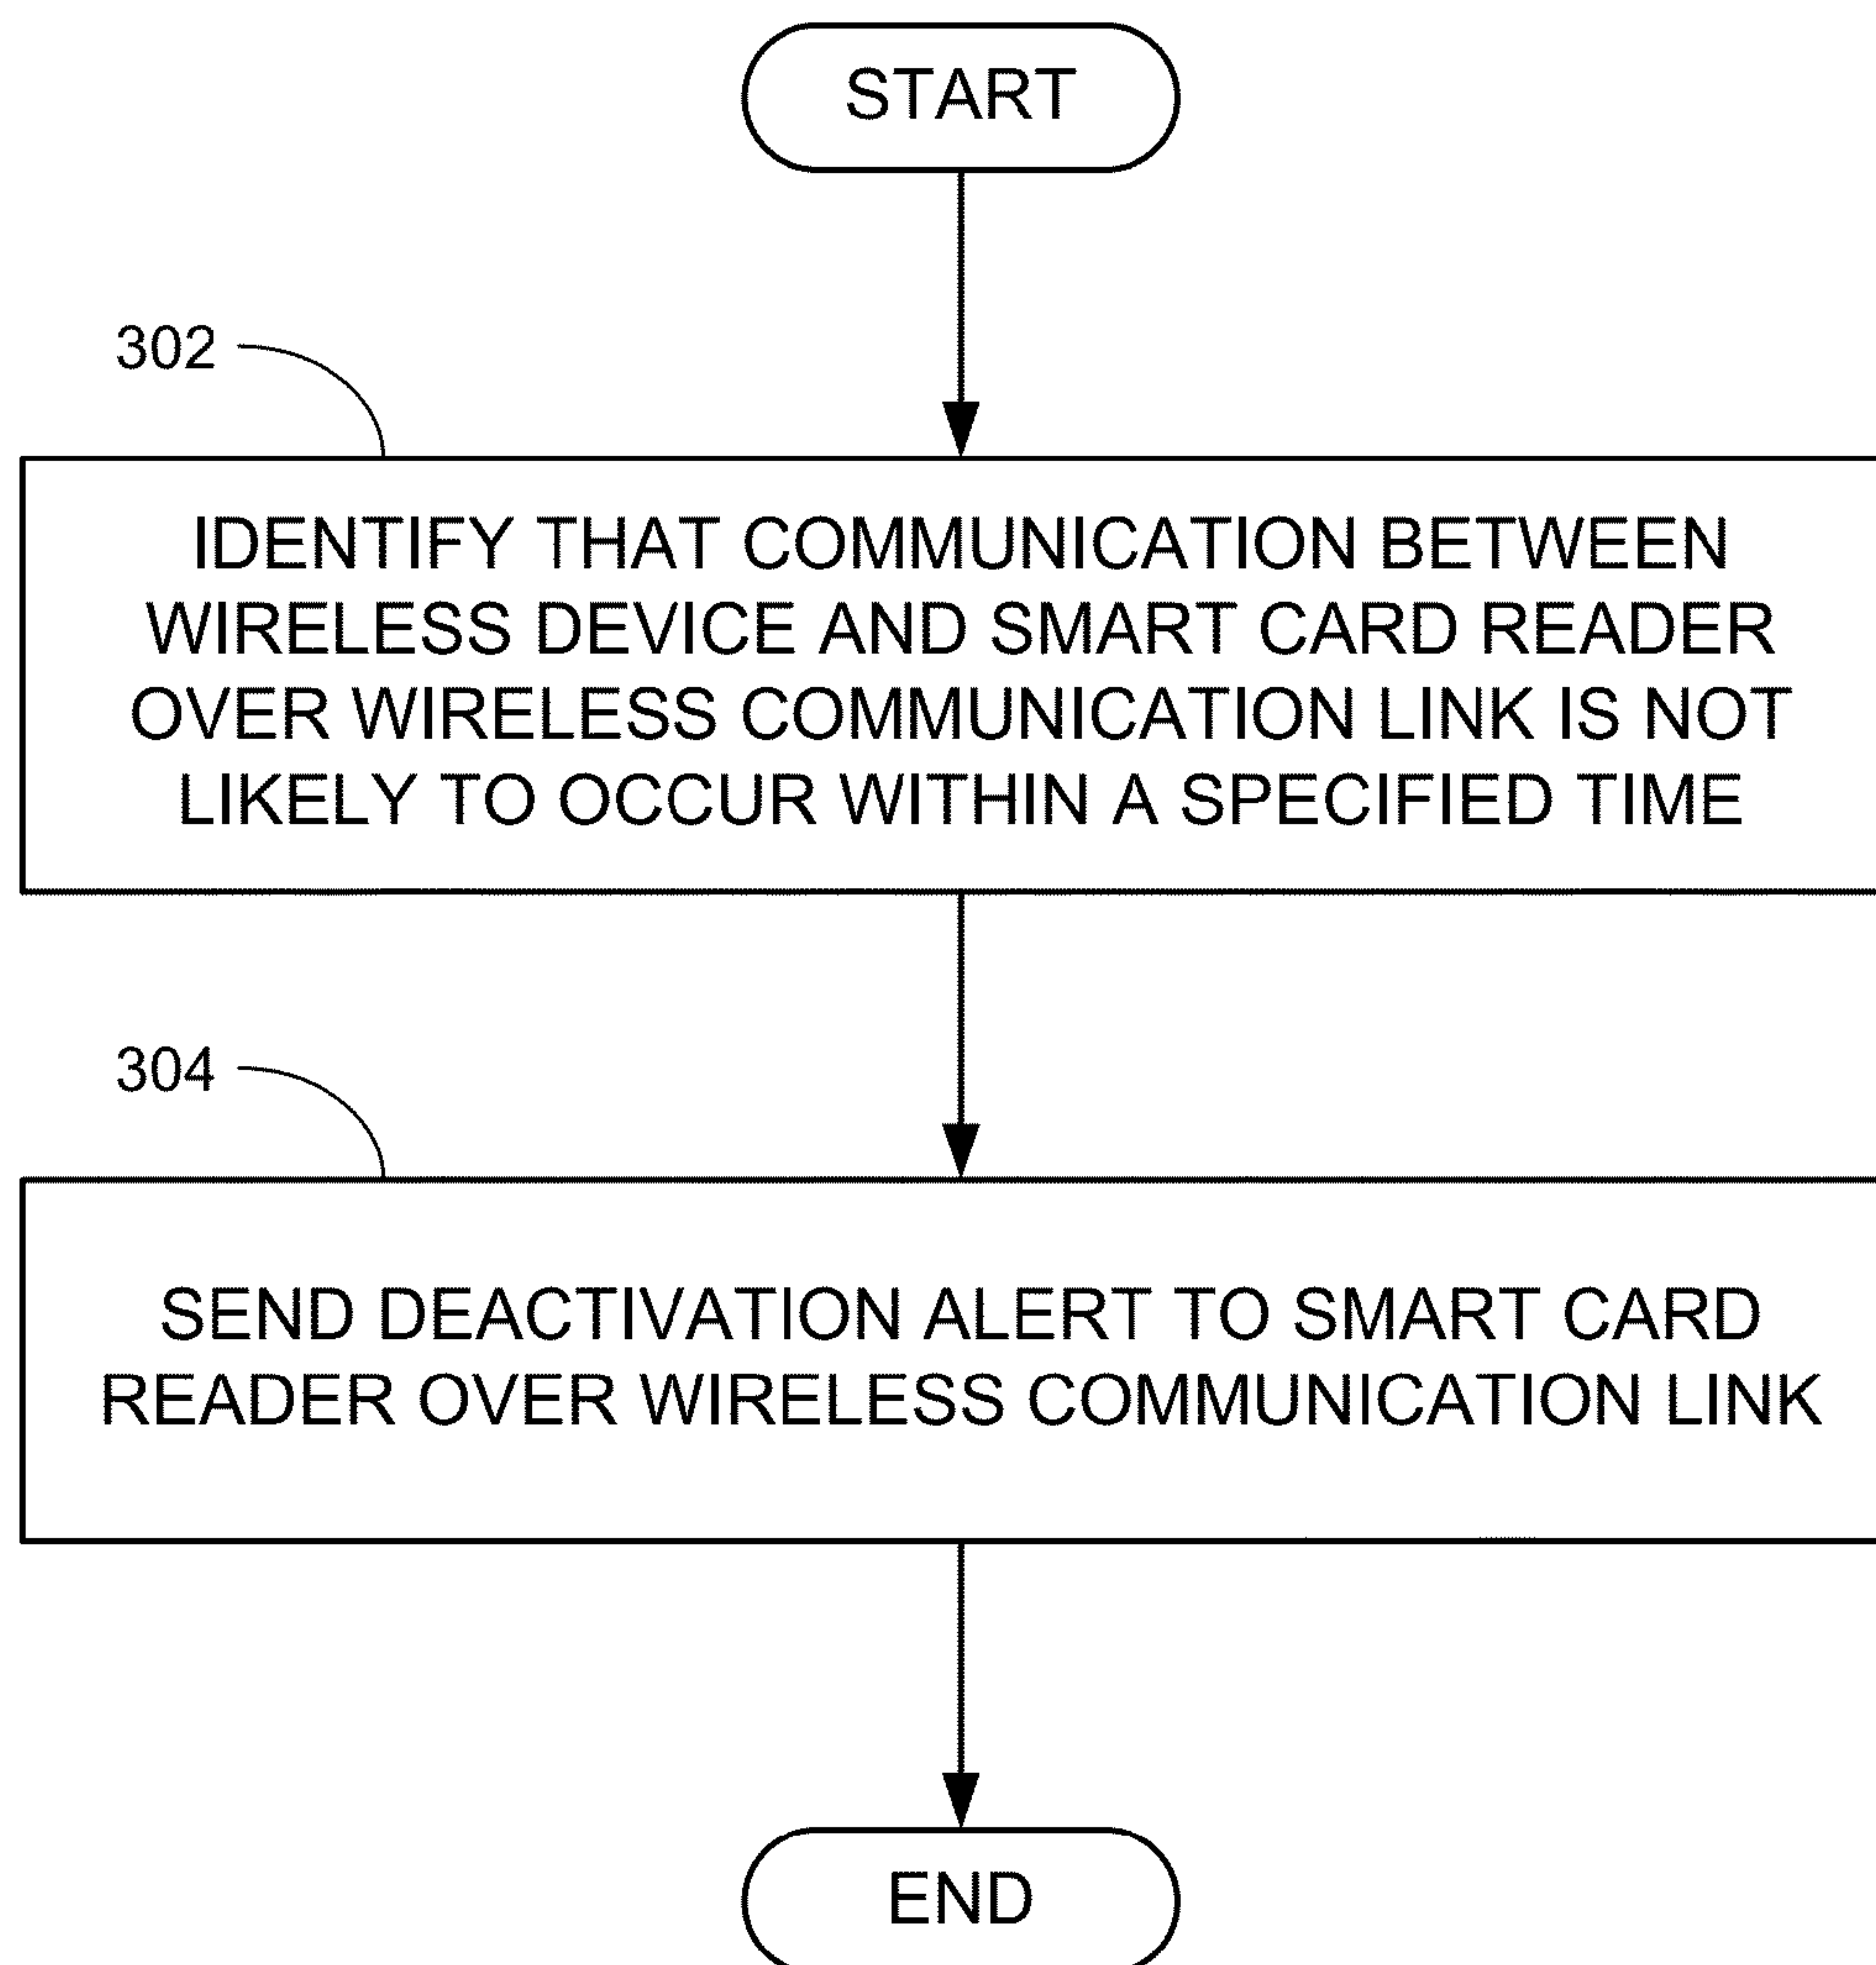 START
302
IDENTIFY THAT COMMUNICATION BETWEEN
WIRELESS DEVICE AND SMART CARD READER
OVER WIRELESS COMMUNICATION LINK IS NOT
LIKELY TO OCCUR WITHIN A SPECIFIED TIME
304
SEND DEACTIVATION ALERT TO SMART CARD
READER OVER WIRELESS COMMUNICATION LINK
END